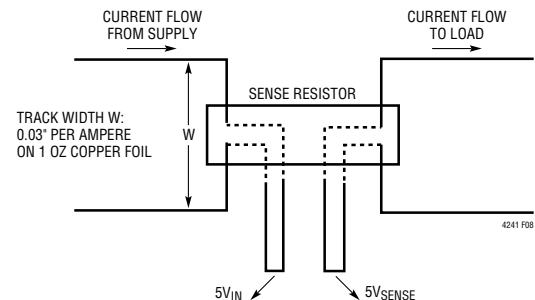 CURRENT FLOW
FROM SUPPLY
CURRENT FLOW
TO LOAD
SENSE RESISTOR
TRACK WIDTH W:
0.03" PER AMPERE
ON 1 OZ COPPER FOIL
W
4241 F08
5VIN
5VSENSE